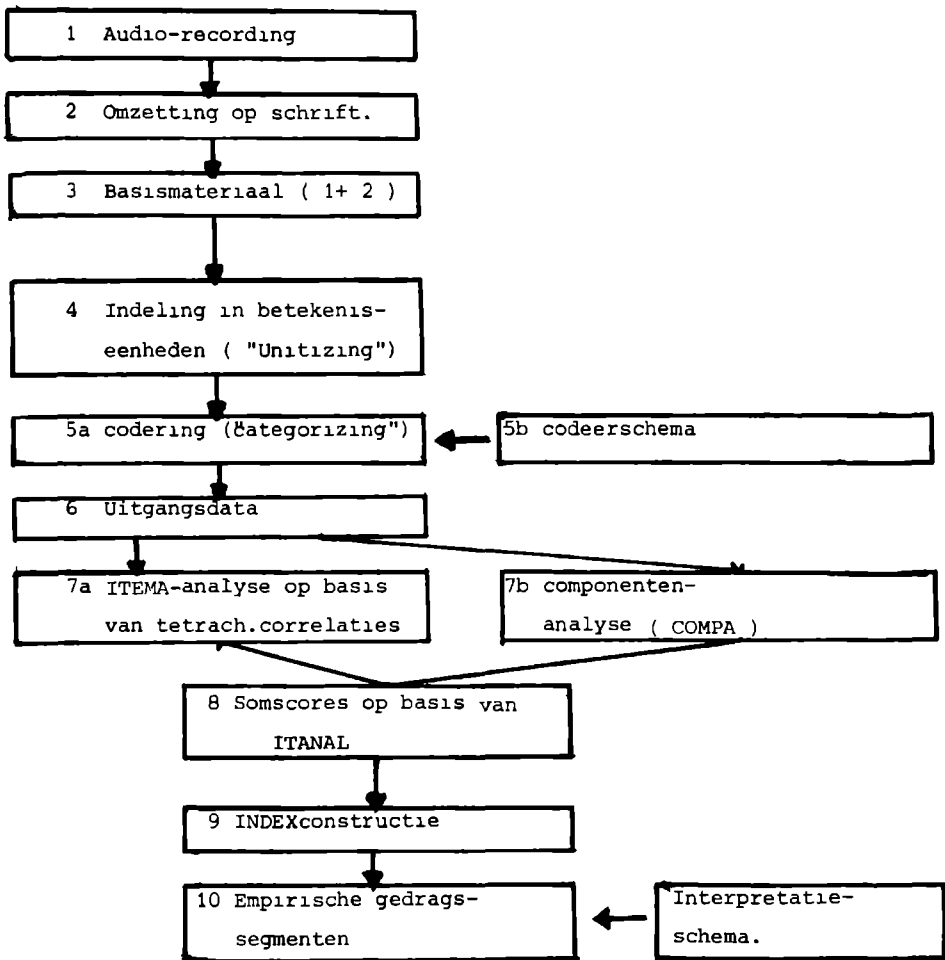 1 Audio-recording
2 Omzetting op schrift.
3 Basismateriaal ( 1+ 2 )
4 Indeling in betekenis-
eenheden ( "Unitizing")
5a codering ("Categorizing")
5b codeerschema
6 Uitgangsdata
7a ITEMA-analyse op basis
van tetrach.correlaties
7b componenten-
analyse ( COMPA )
8 Somscores op basis van
ITANAL
9 INDEXconstructie
10 Empirische gedrags-
segmenten
Interpretatie-
schema.